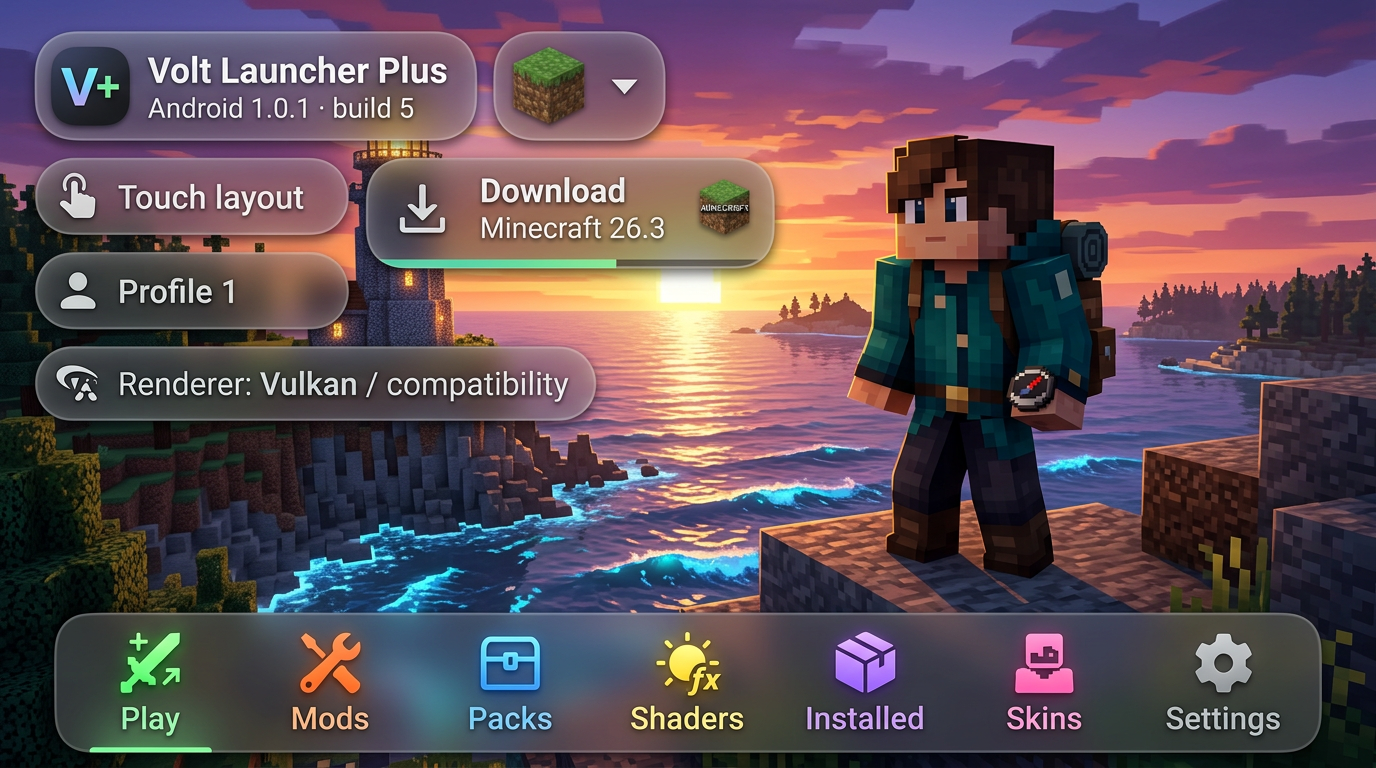 V+
Volt Launcher Plus
Android 1.0.1 · build 5
Touch layout
Download
Minecraft 26.3
Profile 1
Renderer: Vulkan / compatibility
fx
Play
Mods
Packs
Shaders
Installed
Skins
Settings